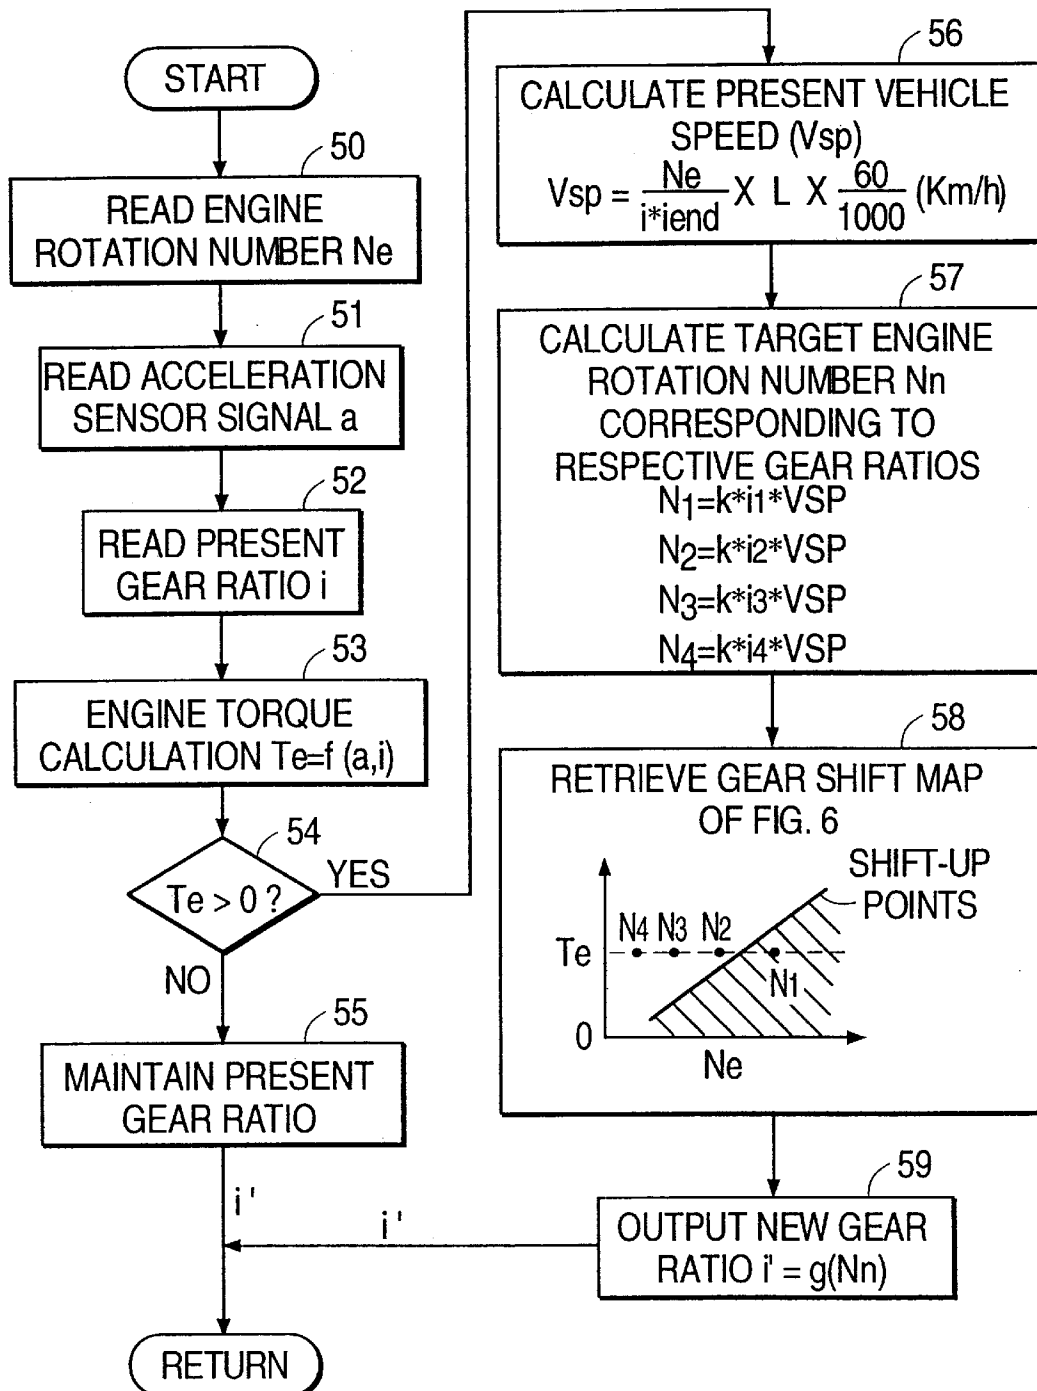 START
50
READ ENGINE
ROTATION NUMBER Ne
51
READ ACCELERATION
SENSOR SIGNAL a
52
READ PRESENT
GEAR RATIO i
53
ENGINE TORQUE
CALCULATION Te=f (a,i)
54
Te > 0 ?
YES
NO
55
MAINTAIN PRESENT
GEAR RATIO
i'
i'
RETURN
56
CALCULATE PRESENT VEHICLE
SPEED (Vsp)
Vsp = Ne/i*iend X L X 60/1000 (Km/h)
57
CALCULATE TARGET ENGINE
ROTATION NUMBER Nn
CORRESPONDING TO
RESPECTIVE GEAR RATIOS
N1=k*i1*VSP
N2=k*i2*VSP
N3=k*i3*VSP
N4=k*i4*VSP
58
RETRIEVE GEAR SHIFT MAP
OF FIG. 6
SHIFT-UP
POINTS
N4 N3 N2
Te
N1
0
Ne
59
OUTPUT NEW GEAR
RATIO i' = g(Nn)